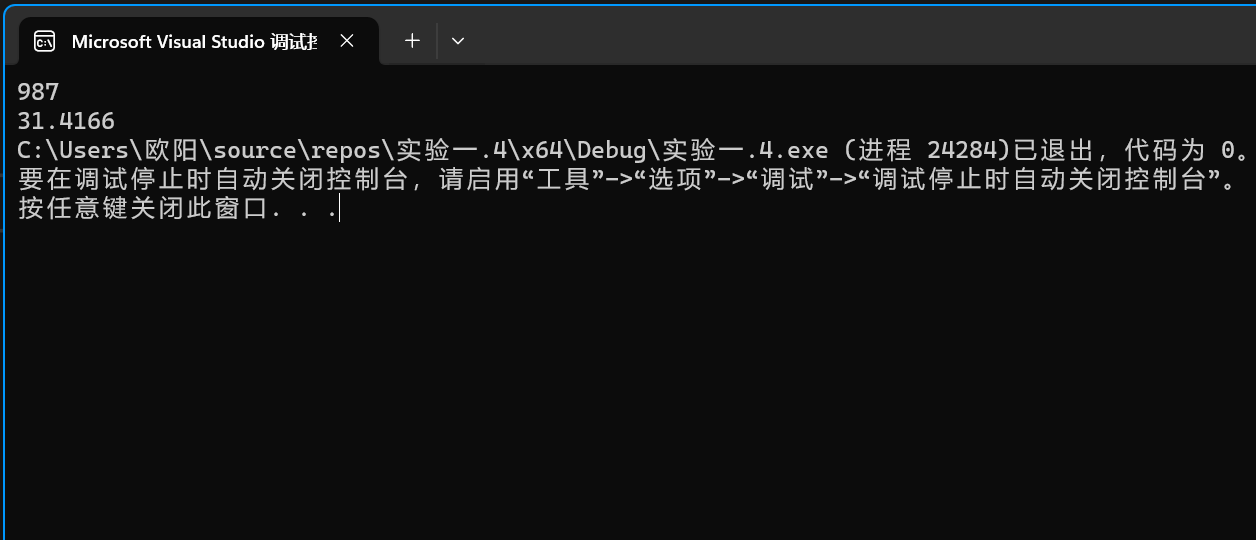 Microsoft Visual Studio 调试
987
31.4166
C:\Users\欧阳\source\repos\实验一.4\x64\Debug\实验一.4.exe (进程 24284)已退出，代码为 0。
要在调试停止时自动关闭控制台，请启用“工具”->“选项”->“调试”->“调试停止时自动关闭控制台”。
按任意键关闭此窗口. . .